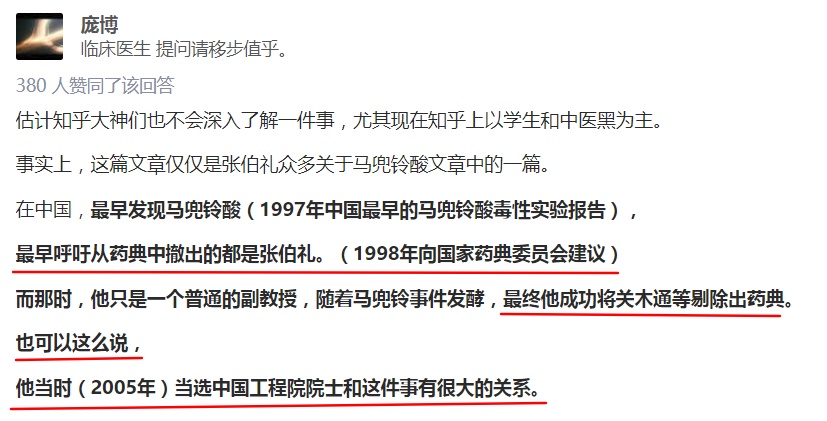 庞博
临床医生 提问请移步值乎。
380 人赞同了该回答
估计知乎大神们也不会深入了解一件事，尤其现在知乎上以学生和中医黑为主。
事实上，这篇文章仅仅是张伯礼众多关于马兜铃酸文章中的一篇。
在中国，最早发现马兜铃酸（1997年中国最早的马兜铃酸毒性实验报告），
最早呼吁从药典中撤出的都是张伯礼。（1998年向国家药典委员会建议）
而那时，他只是一个普通的副教授，随着马兜铃事件发酵，最终他成功将关木通等剔除出药典。
也可以这么说，
他当时（2005年）当选中国工程院院士和这件事有很大的关系。